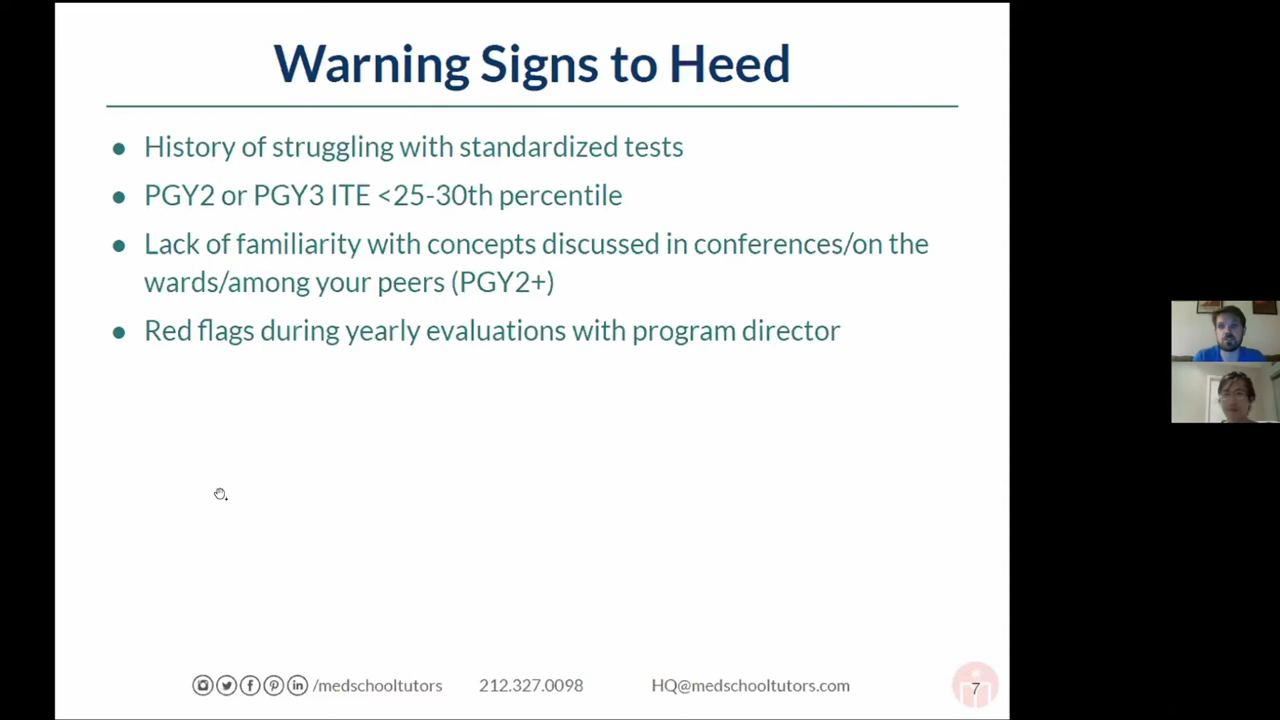 Warning Signs to Heed
● History of struggling with standardized tests
● PGY2 or PGY3 ITE <25-30th percentile
● Lack of familiarity with concepts discussed in conferences/on the
wards/among your peers (PGY2+)
● Red flags during yearly evaluations with program director
/medschooltutors 212.327.0098 HQ@medschooltutors.com 7